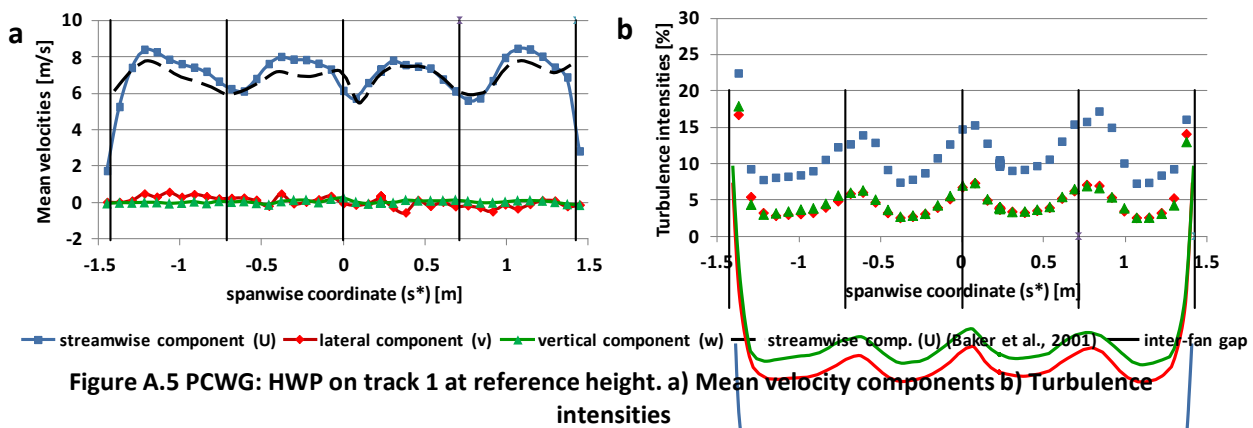 a
Mean velocities [m/s]
10
8
6
4
2
0
-2
-1.5 -1 -0.5 0 0.5 1 1.5
spanwise coordinate (s*) [m]
b
Turbulence intensities [%]
30
25
20
15
10
5
0
-1.5 -1 -0.5 0 0.5 1 1.5
spanwise coordinate (s*) [m]
streamwise component (U) lateral component (v) vertical component (w) streamwise comp. (U) (Baker et al., 2001) inter-fan gap
Figure A.5 PCWG: HWP on track 1 at reference height. a) Mean velocity components b) Turbulence
intensities